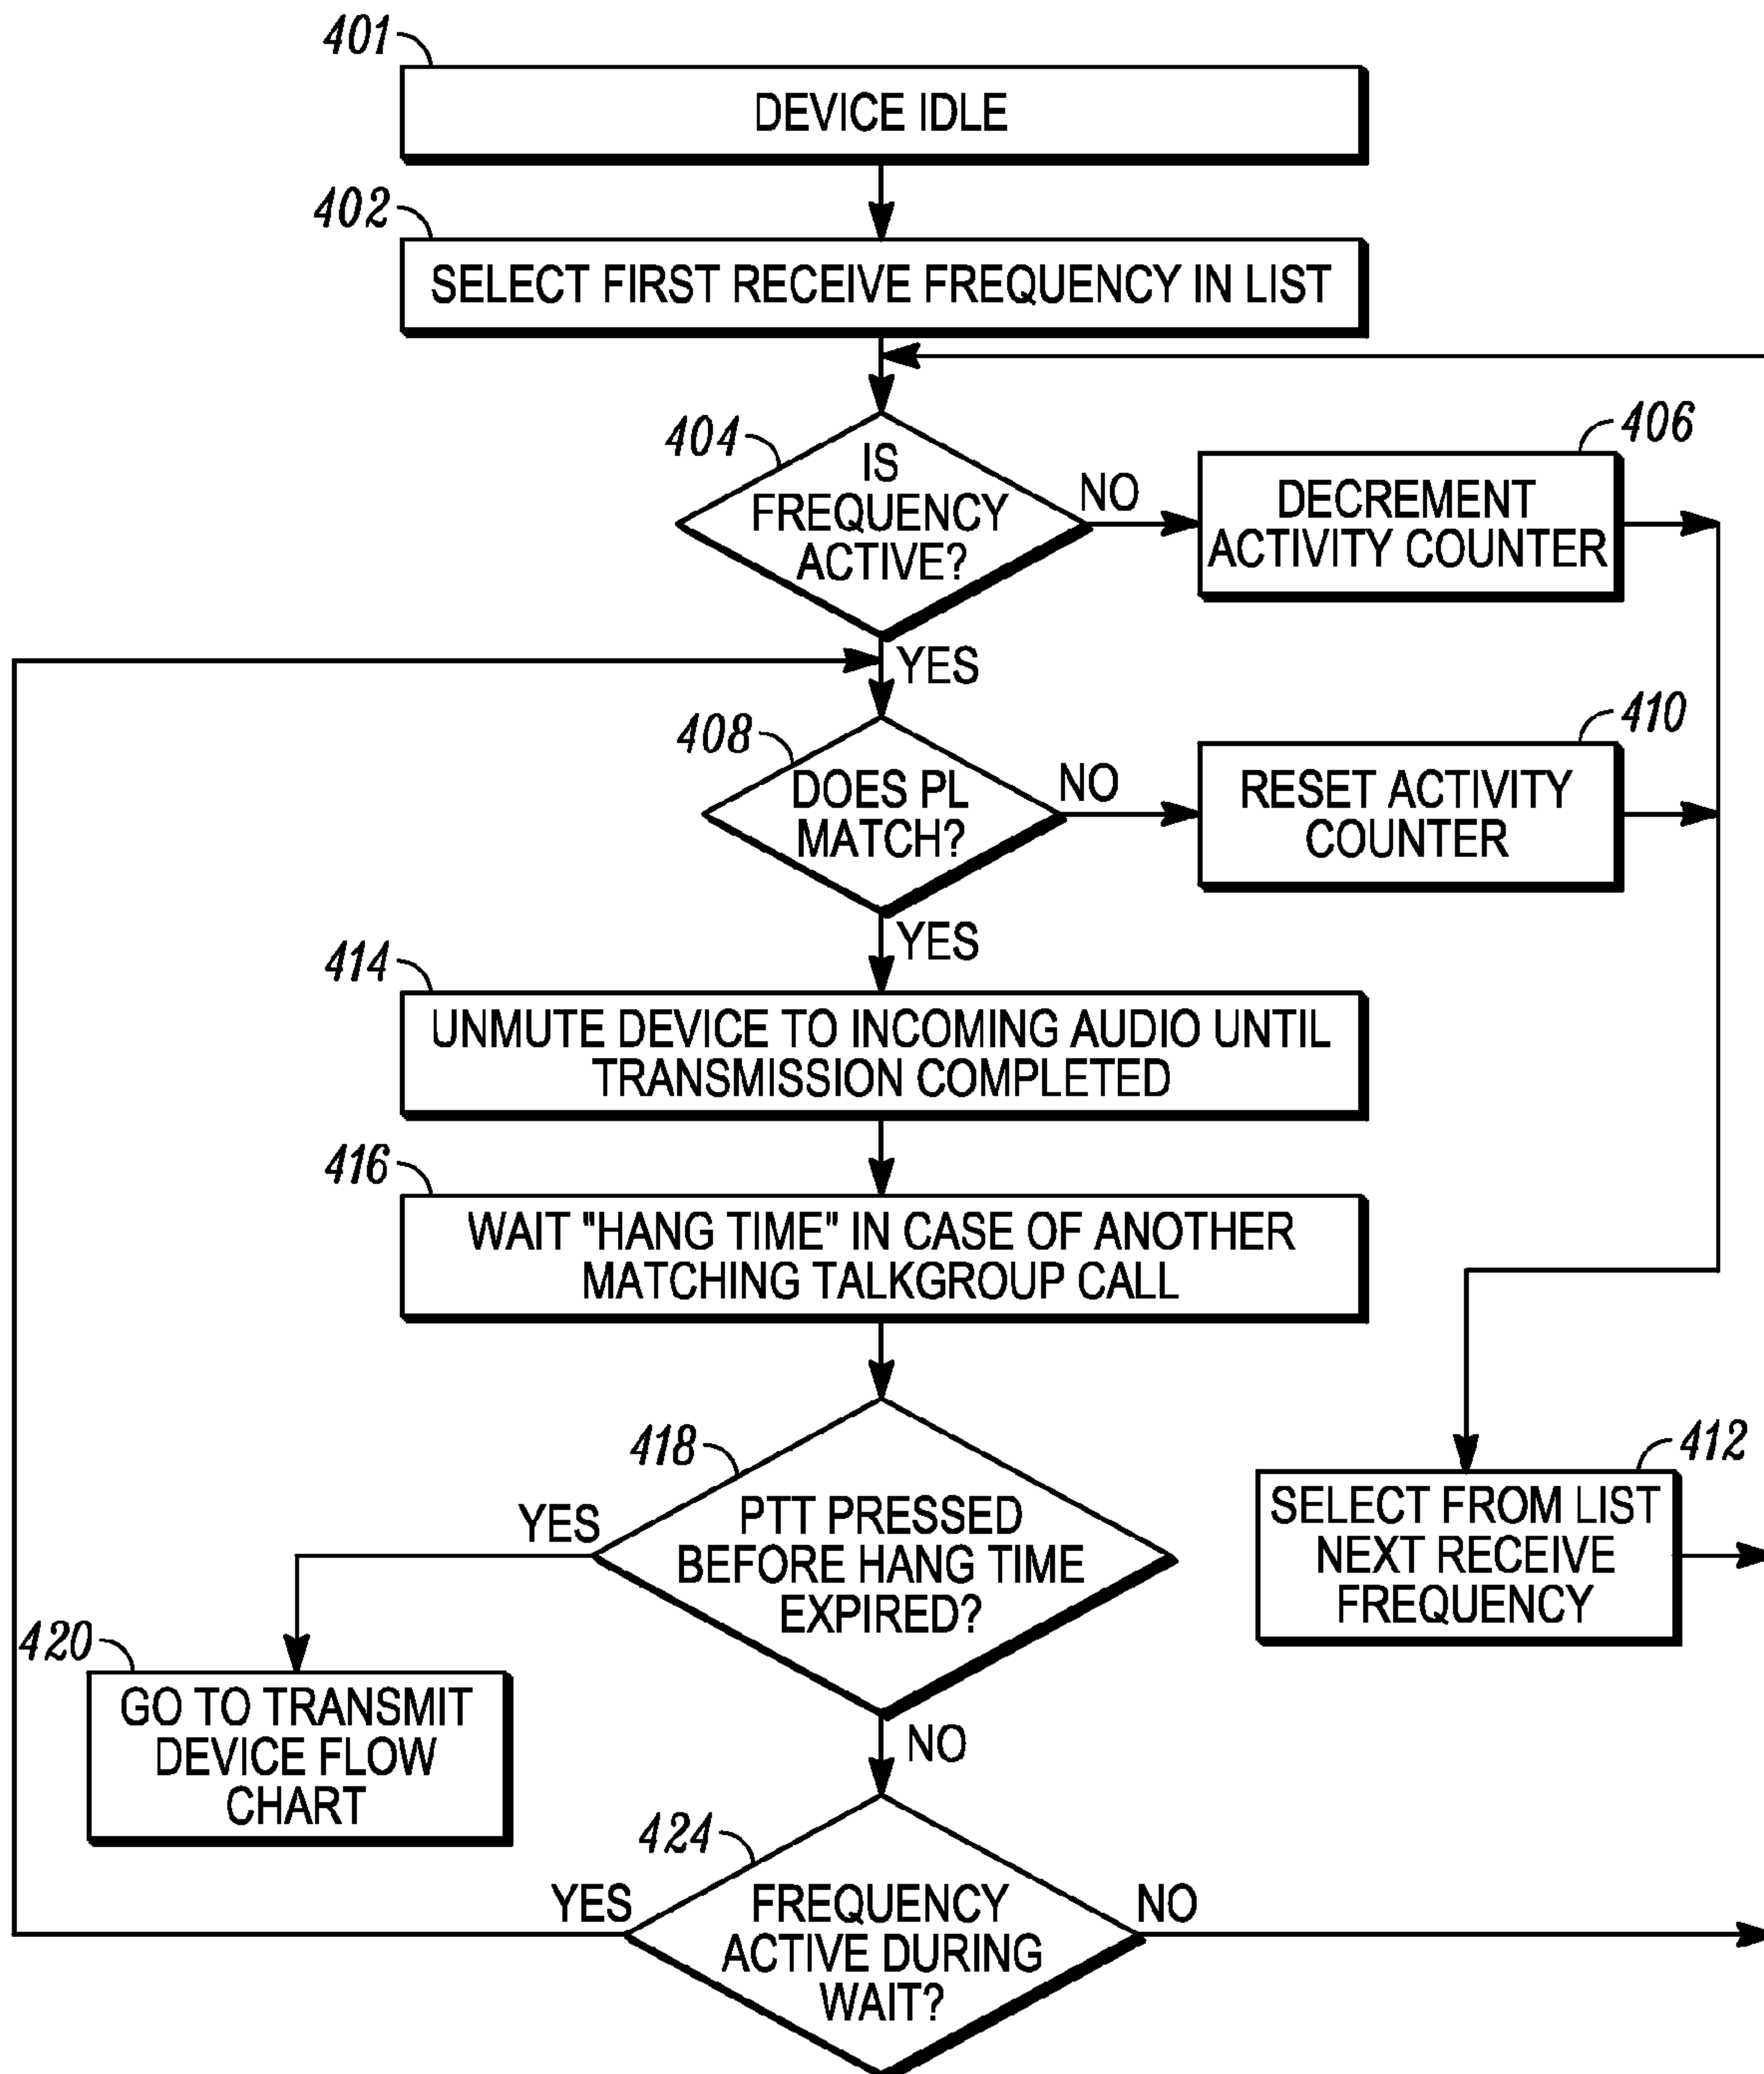 401
DEVICE IDLE
402
SELECT FIRST RECEIVE FREQUENCY IN LIST
404
IS
FREQUENCY
ACTIVE?
NO
406
DECREMENT
ACTIVITY COUNTER
YES
408
DOES PL
MATCH?
NO
410
RESET ACTIVITY
COUNTER
YES
414
UNMUTE DEVICE TO INCOMING AUDIO UNTIL
TRANSMISSION COMPLETED
416
WAIT "HANG TIME" IN CASE OF ANOTHER
MATCHING TALKGROUP CALL
418
PTT PRESSED
BEFORE HANG TIME
EXPIRED?
YES
412
SELECT FROM LIST
NEXT RECEIVE
FREQUENCY
420
GO TO TRANSMIT
DEVICE FLOW
CHART
NO
424
FREQUENCY
ACTIVE DURING
WAIT?
YES
NO